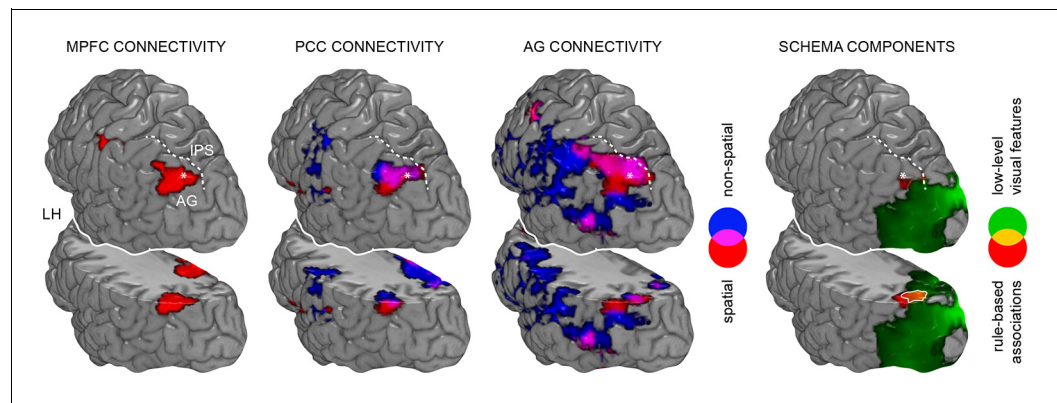 MPFC CONNECTIVITY
PCC CONNECTIVITY
AG CONNECTIVITY
SCHEMA COMPONENTS
IPS
*
AG
LH
*
*
*
non-spatial
spatial
low-level
visual features
rule-based
associations